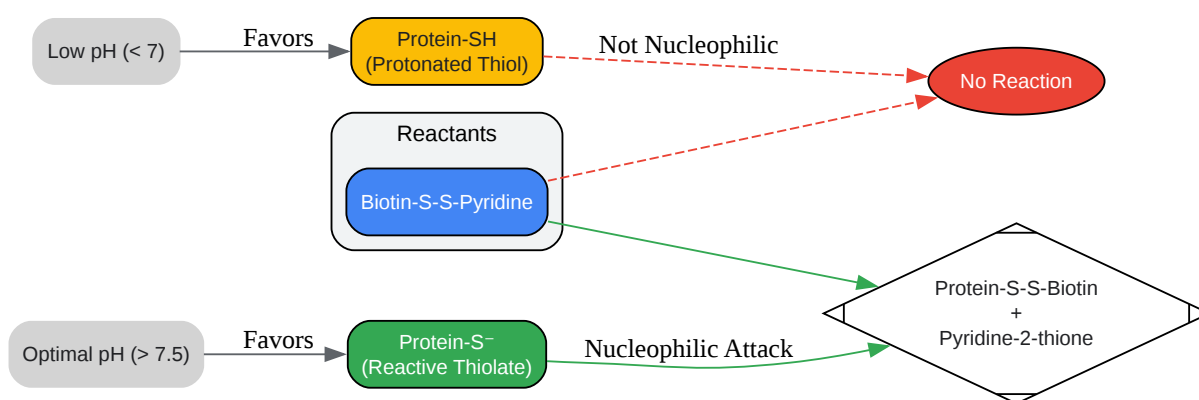 Low pH (< 7)
Favors
Protein-SH
(Protonated Thiol)
Not Nucleophilic
No Reaction
Reactants
Biotin-S-S-Pyridine
Protein-S-S-Biotin
+
Pyridine-2-thione
Optimal pH (> 7.5)
Favors
Protein-S⁻
(Reactive Thiolate)
Nucleophilic Attack